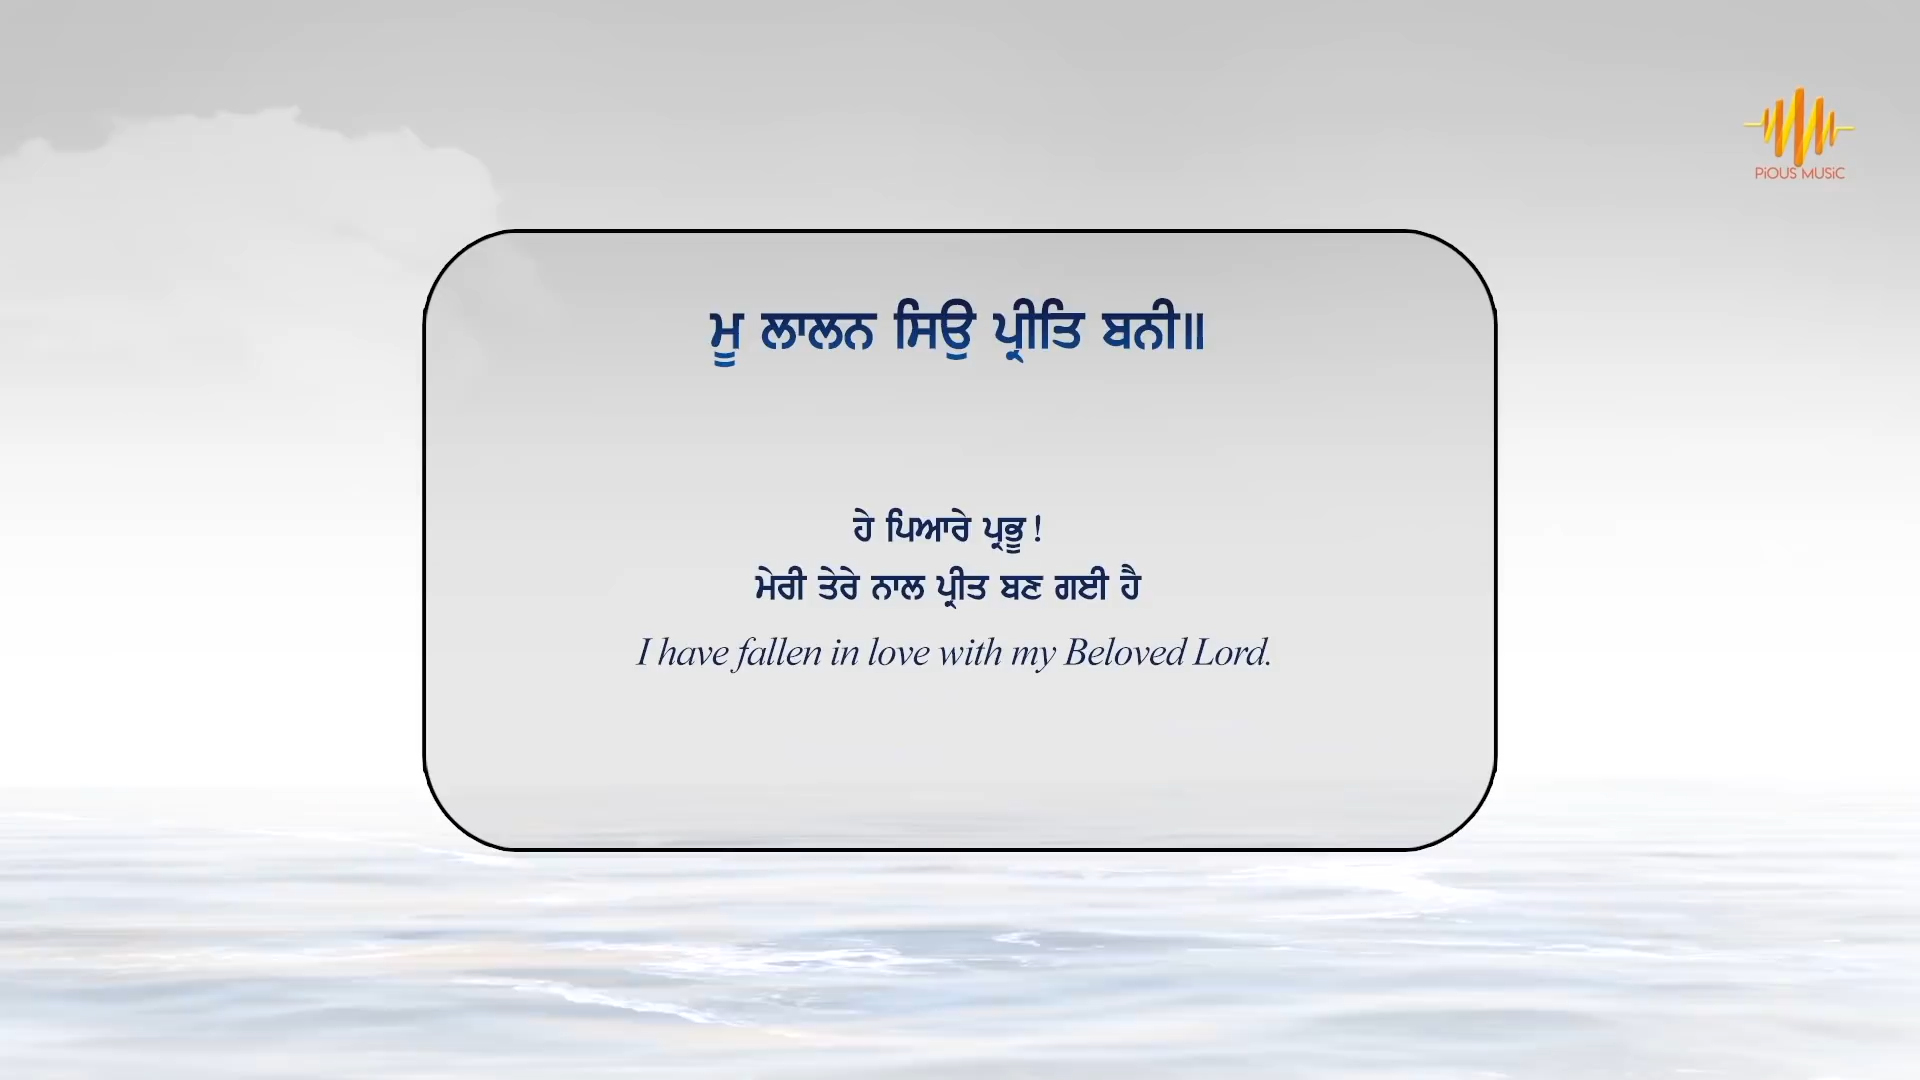 PiOUS MUSiC
ਮੂ ਲਾਲਨ ਸਿਉ ਪ੍ਰੀਤਿ ਬਨੀ॥
ਹੇ ਪਿਆਰੇ ਪ੍ਰਭੂ !
ਮੇਰੀ ਤੇਰੇ ਨਾਲ ਪ੍ਰੀਤ ਬਣ ਗਈ ਹੈ
I have fallen in love with my Beloved Lord.